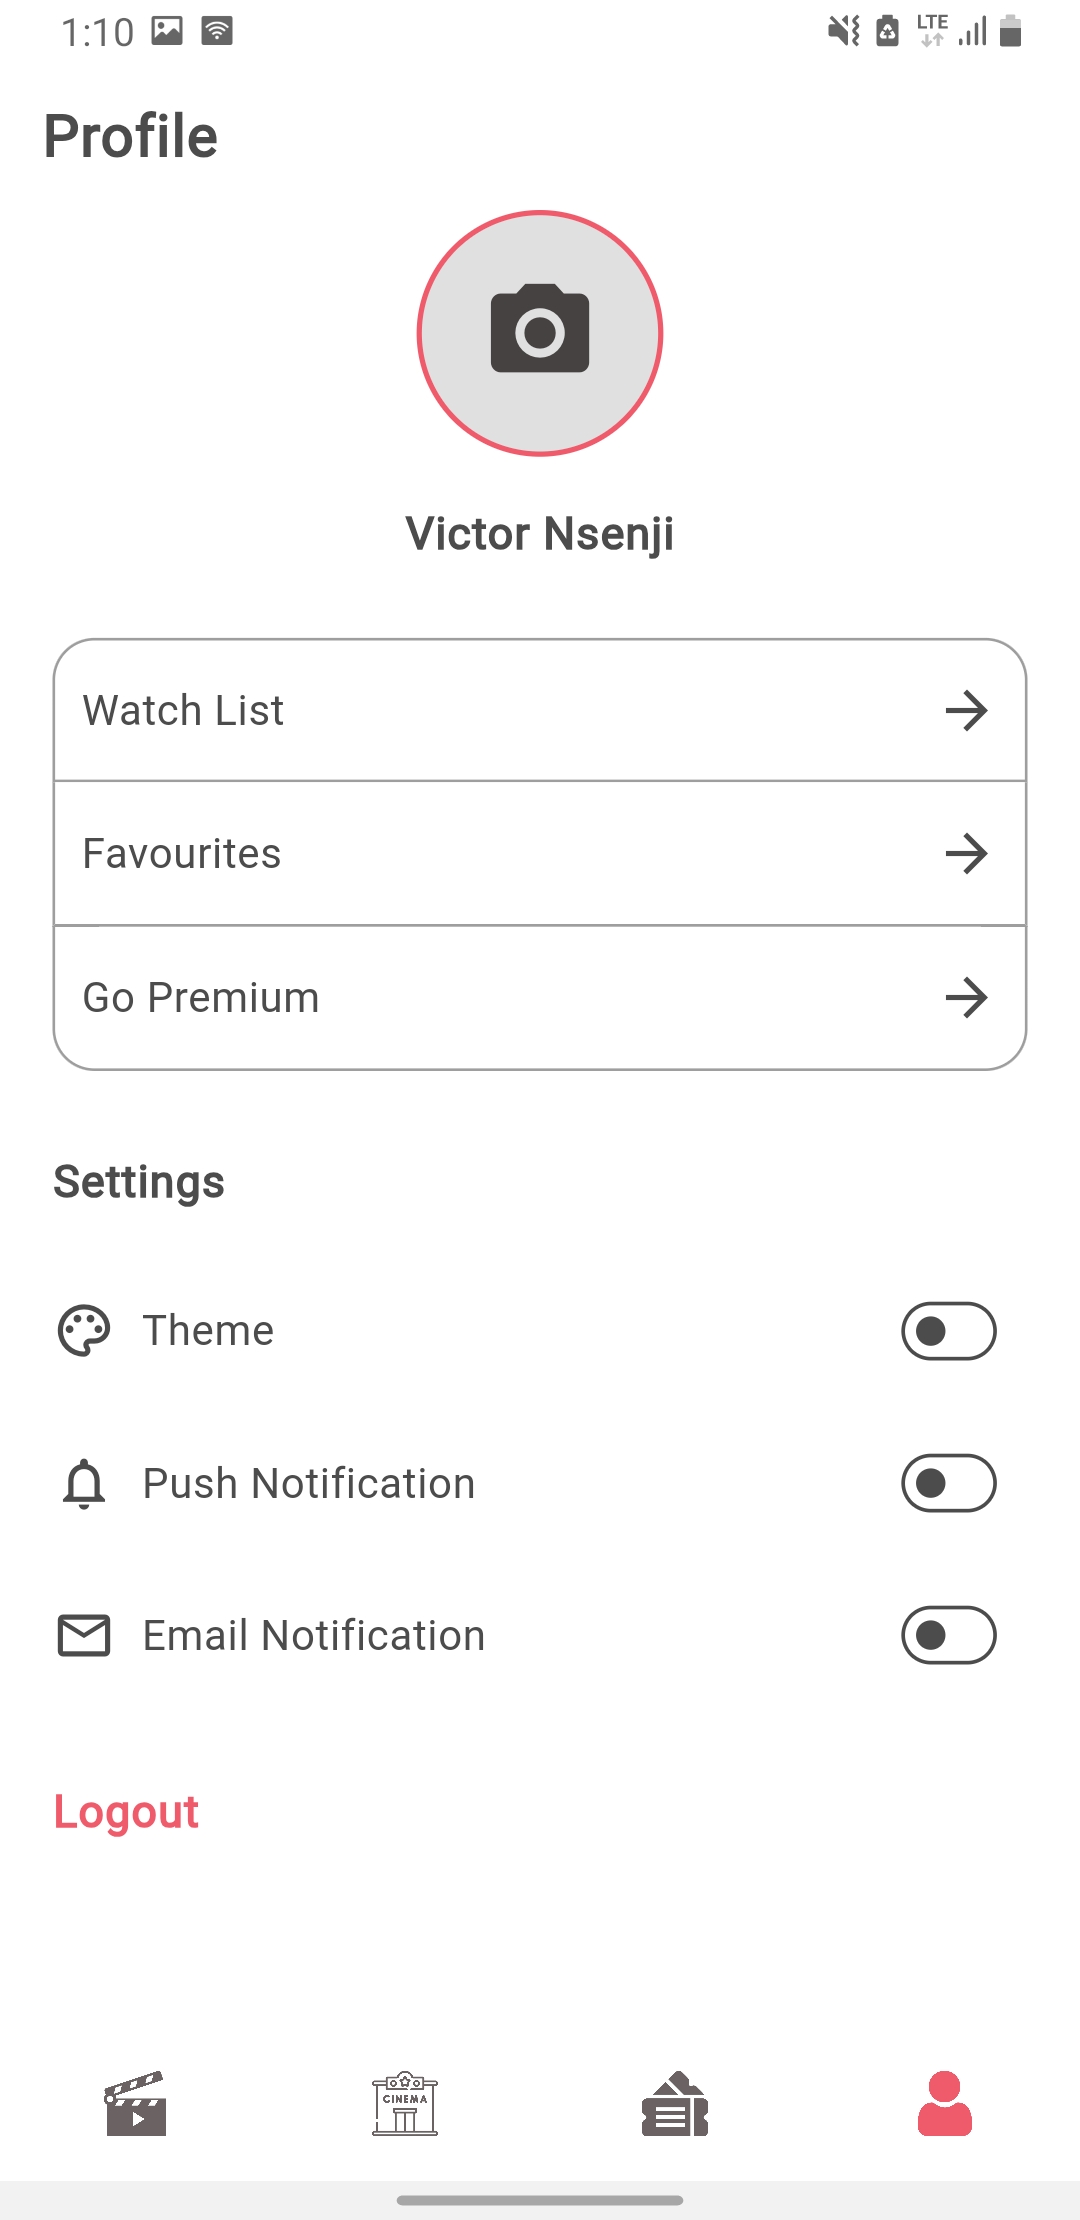 1:10
LTE
Profile
Victor Nsenji
Watch List
Favourites
Go Premium
Settings
Theme
Push Notification
Email Notification
Logout
CINEMA